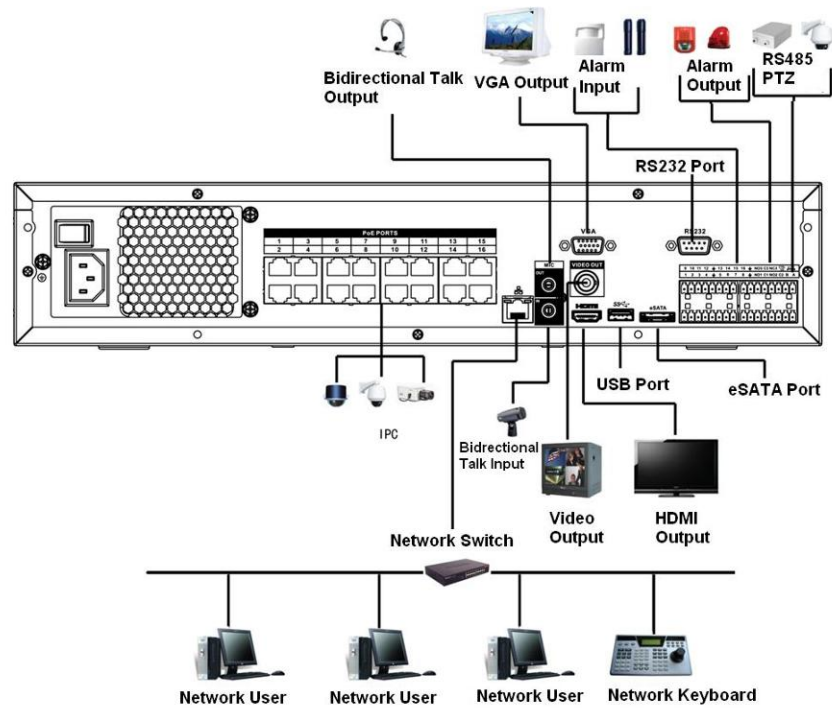 Bidirectional Talk
Output
VGA Output
Alarm
Input
Alarm
Output
RS485
PTZ
RS232 Port
PoE PORTS
1 3 5 7 9 11 13 15
2 4 6 8 10 12 14 16
MIC
OUT
VGA
RS232
VIDEO OUT
HDMI
eSATA
USB Port
eSATA Port
IPC
Bidrectional
Talk Input
Video
Output
HDMI
Output
Network Switch
Network User
Network User
Network User
Network Keyboard